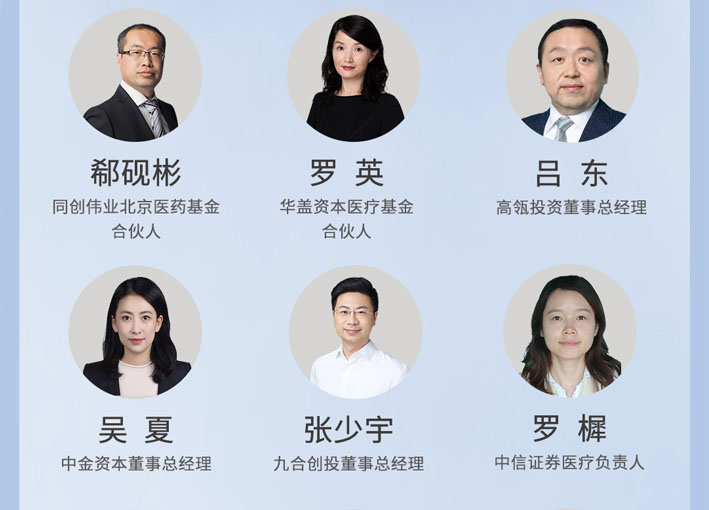 郗砚彬
同创伟业北京医药基金
合伙人
罗 英
华盖资本医疗基金
合伙人
吕 东
高瓴投资董事总经理
吴 夏
中金资本董事总经理
张少宇
九合创投董事总经理
罗 樨
中信证券医疗负责人